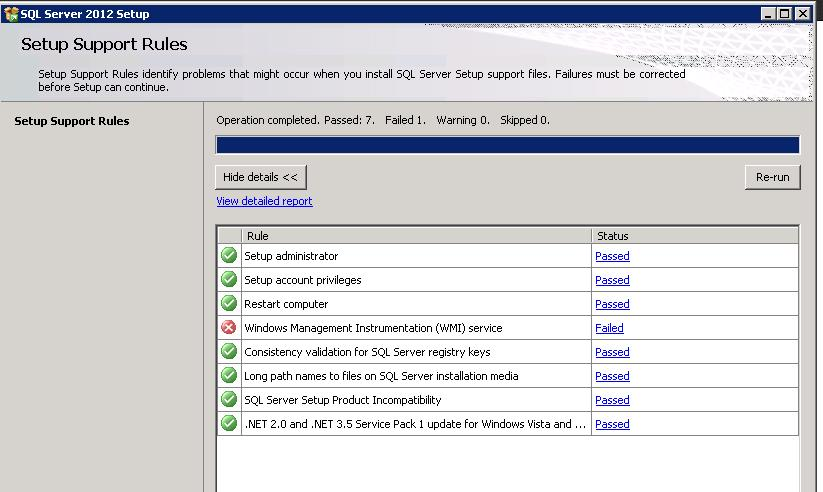 SQL Server 2012 Setup
Setup Support Rules
Setup Support Rules identify problems that might occur when you install SQL Server Setup support files. Failures must be corrected
before Setup can continue.
Setup Support Rules
Operation completed. Passed: 7. Failed 1. Warning 0. Skipped 0.
Hide details <<
Re-run
View detailed report
Rule Status
Setup administrator Passed
Setup account privileges Passed
Restart computer Passed
Windows Management Instrumentation (WMI) service Failed
Consistency validation for SQL Server registry keys Passed
Long path names to files on SQL Server installation media Passed
SQL Server Setup Product Incompatibility Passed
.NET 2.0 and .NET 3.5 Service Pack 1 update for Windows Vista and ... Passed